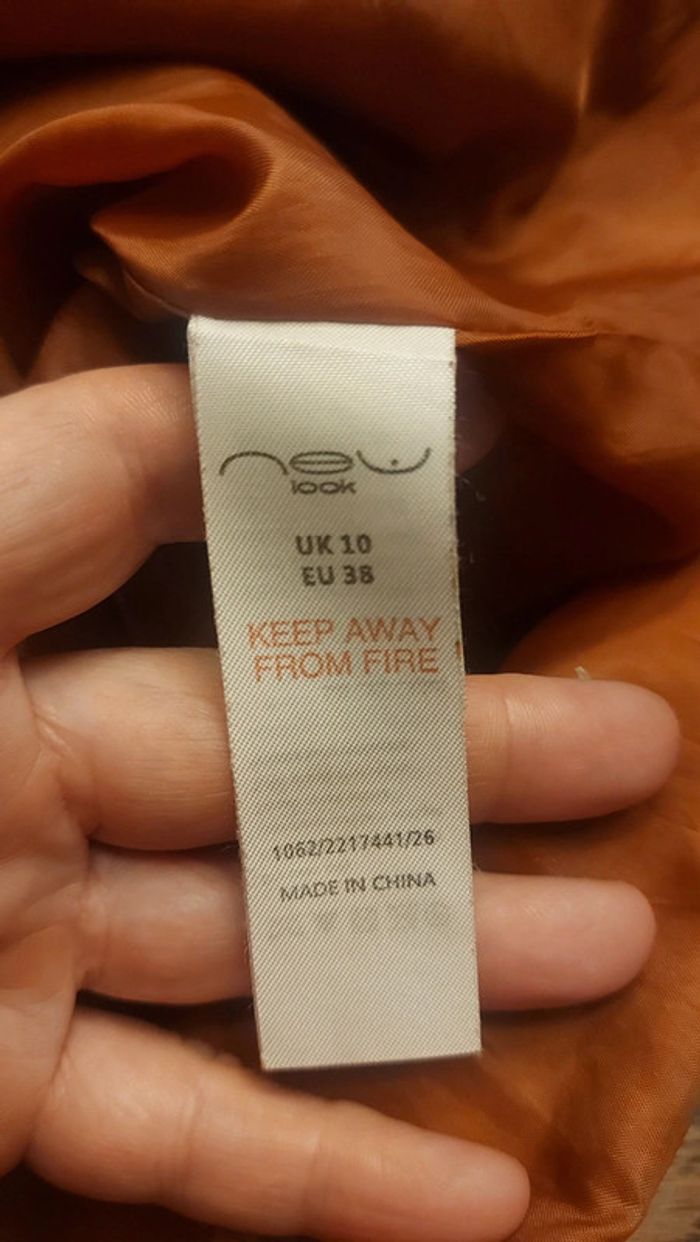 new
look
UK 10
EU 38
KEEP AWAY
FROM FIRE
1062/2217441/26
MADE IN CHINA